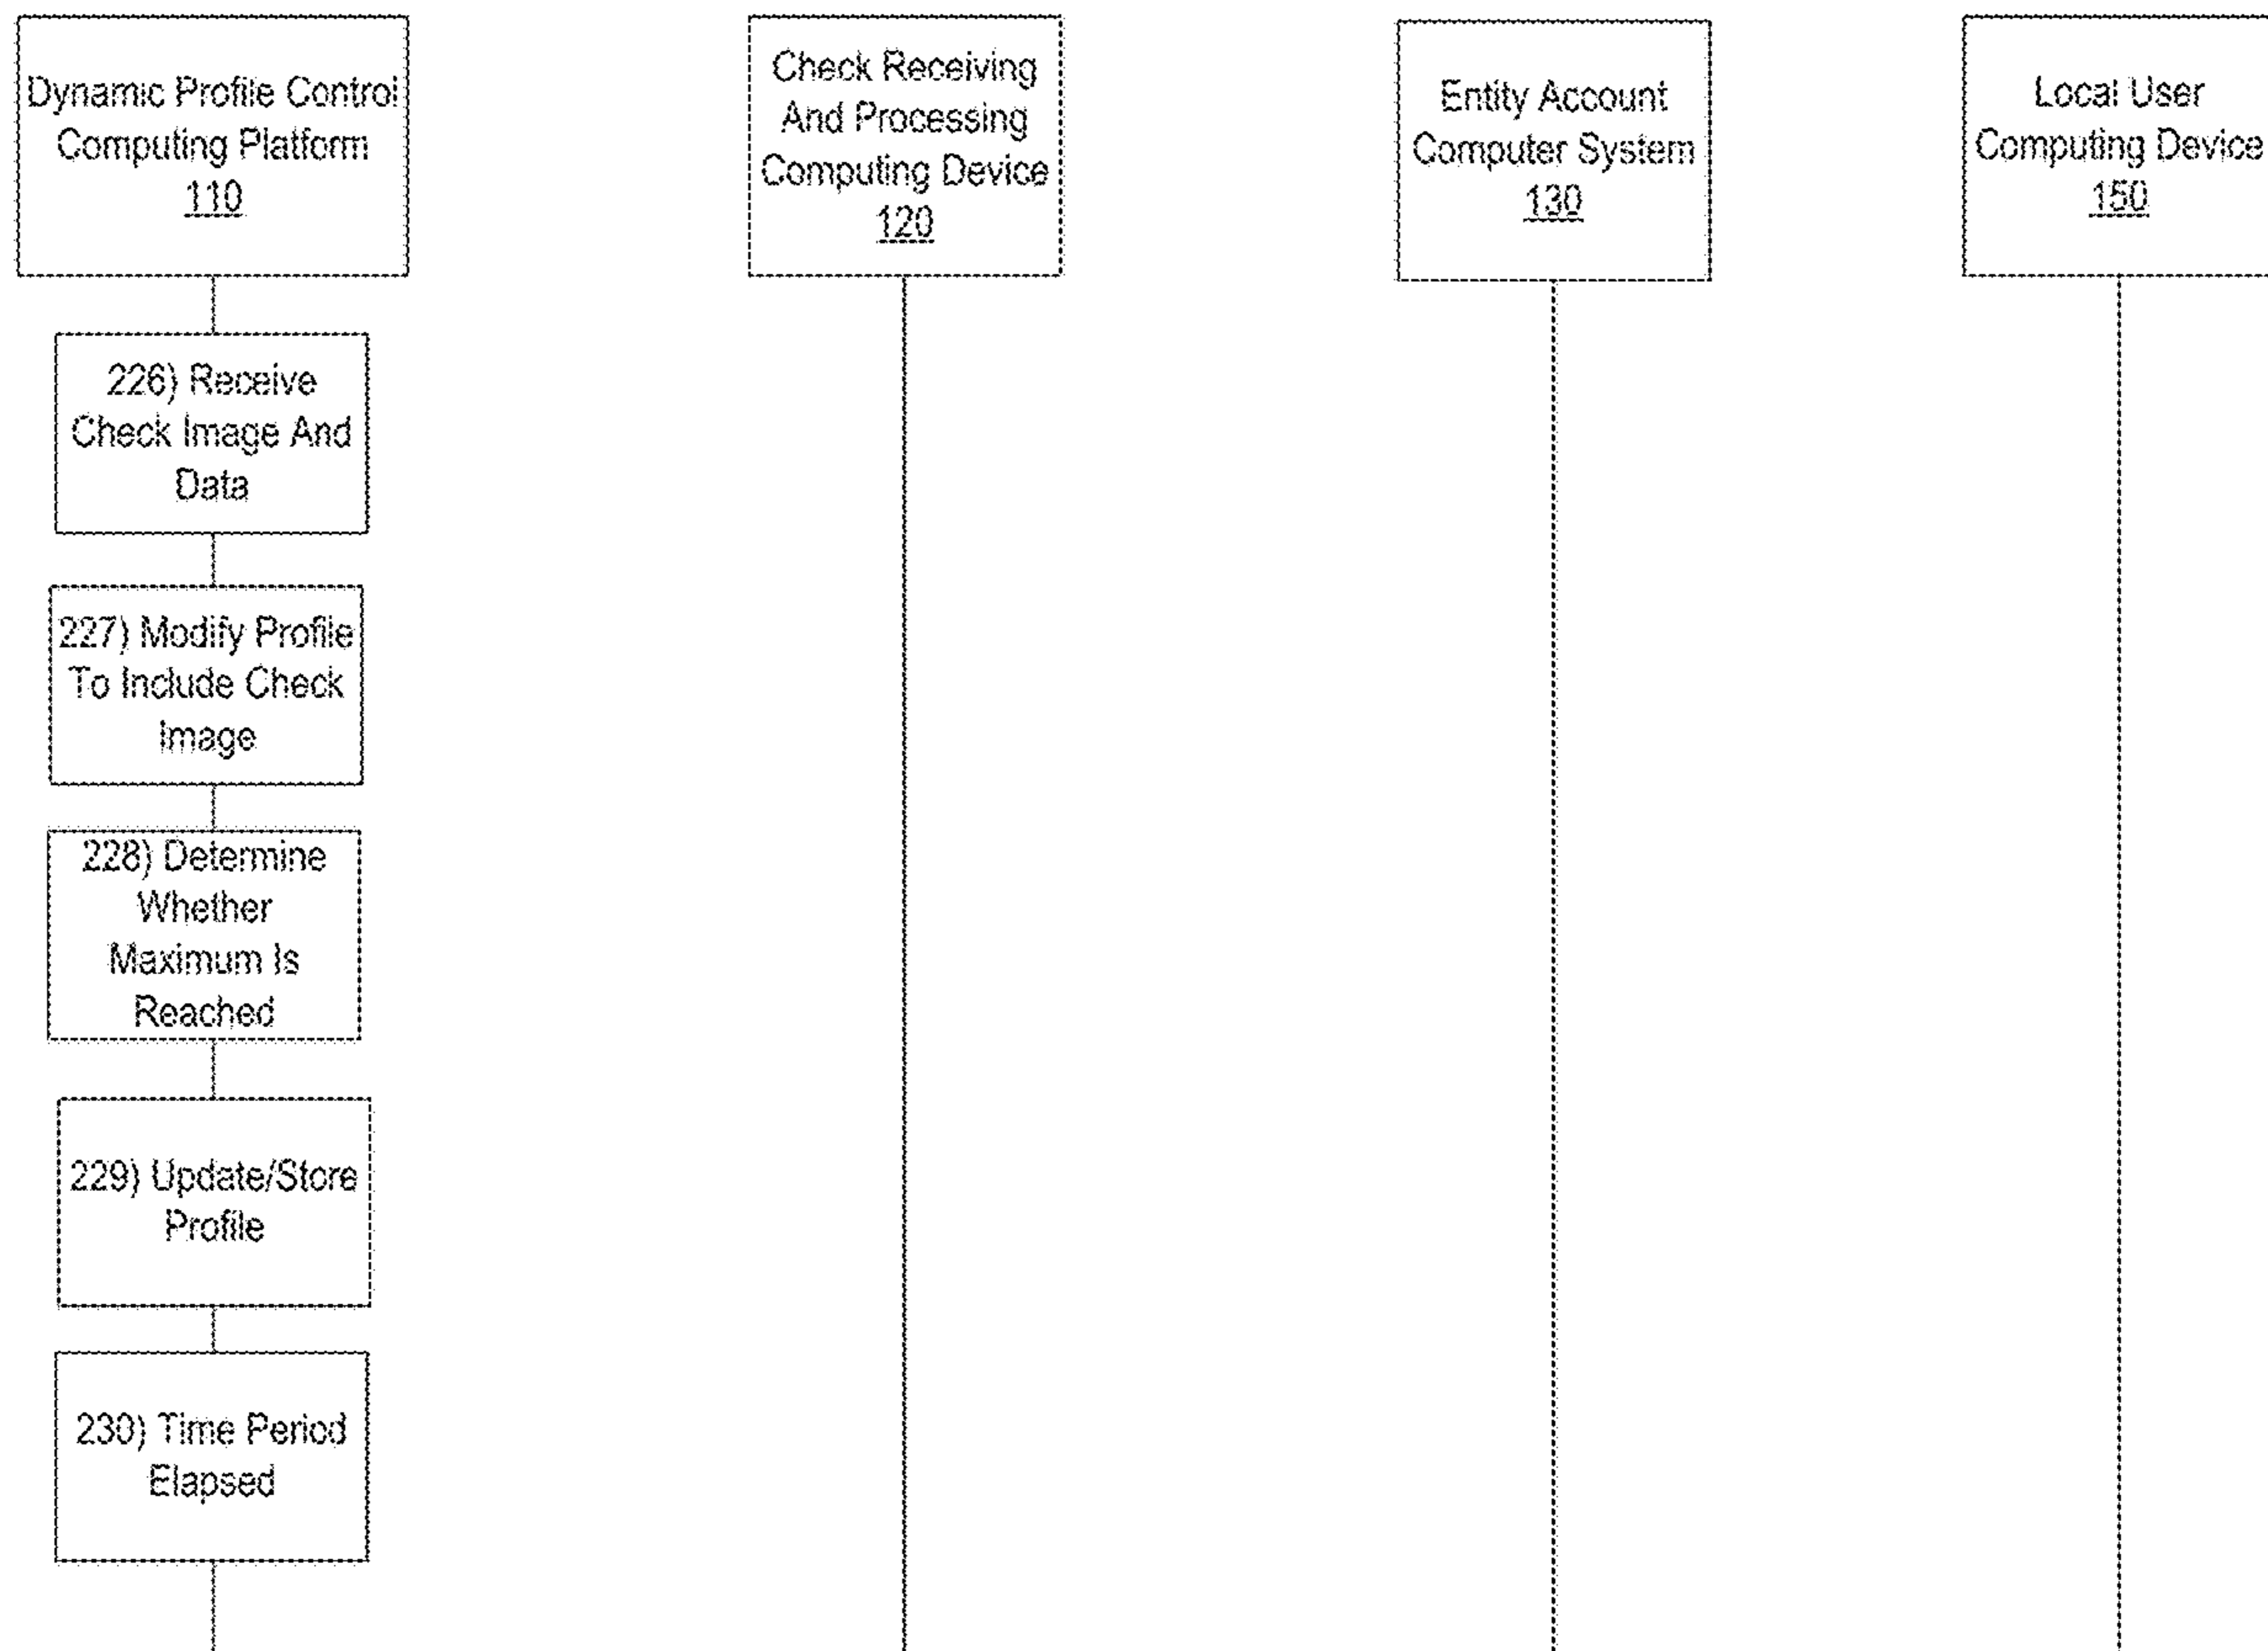 Dynamic Profile Control
Computing Platform
110
Check Receiving
And Processing
Computing Device
120
Entity Account
Computer System
130
Local User
Computing Device
150
226) Receive
Check Image And
Data
227) Modify Profile
To Include Check
Image
228) Determine
Whether
Maximum Is
Reached
229) Update/Store
Profile
230) Time Period
Elapsed